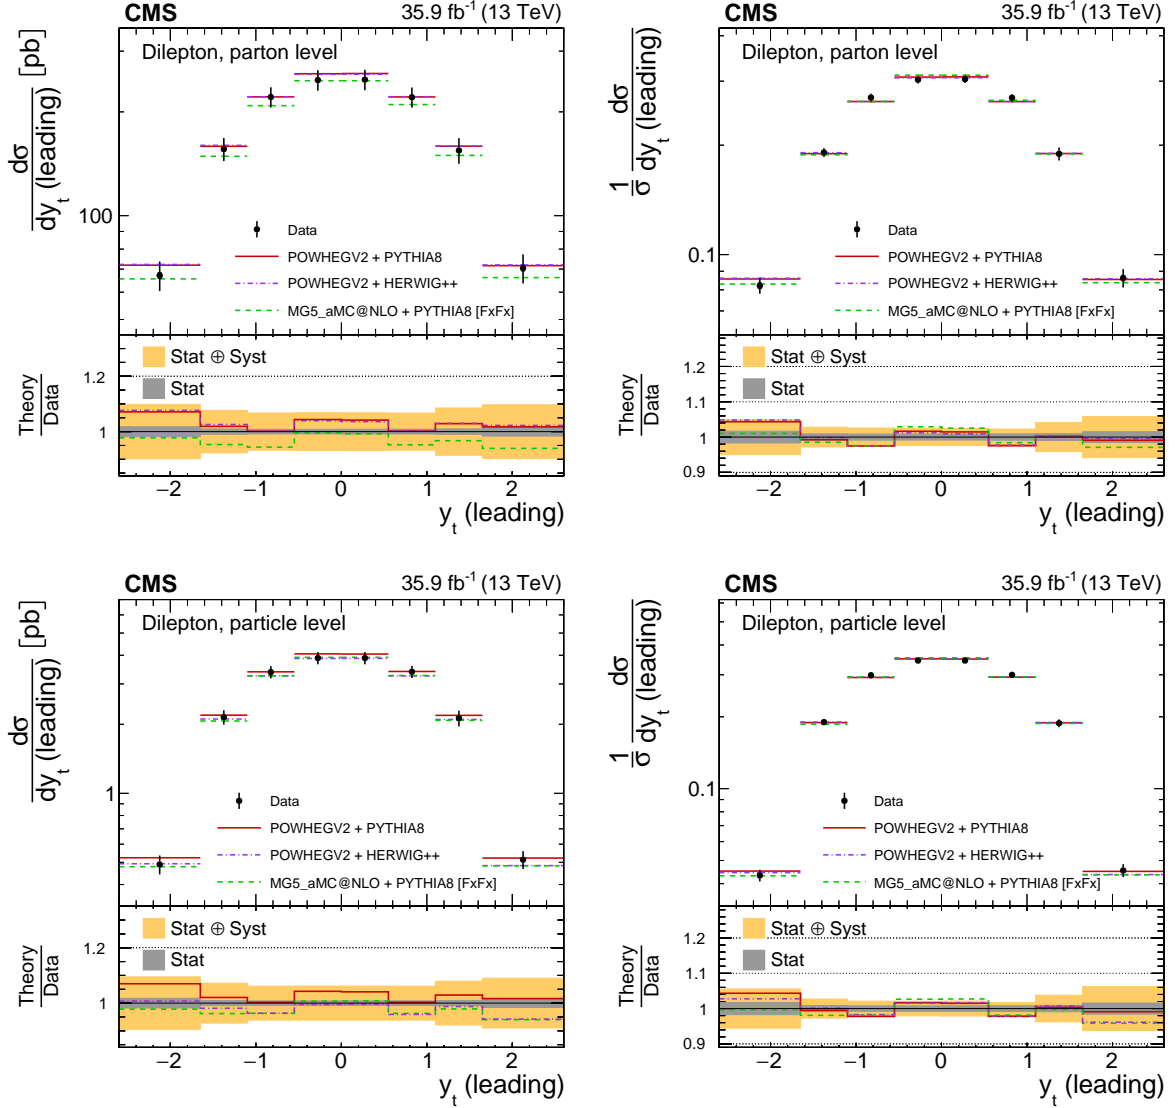 CMS 35.9 fb⁻¹ (13 TeV)
Dilepton, parton level
dσ / dy_t (leading) [pb]
100
Data
POWHEGV2 + PYTHIA8
POWHEGV2 + HERWIG++
MG5_aMC@NLO + PYTHIA8 [FxFx]
Theory / Data
Stat ⊕ Syst
Stat
1.2
1
−2 −1 0 1 2
y_t (leading)
CMS 35.9 fb⁻¹ (13 TeV)
Dilepton, parton level
1/σ dσ / dy_t (leading)
0.1
Data
POWHEGV2 + PYTHIA8
POWHEGV2 + HERWIG++
MG5_aMC@NLO + PYTHIA8 [FxFx]
Theory / Data
Stat ⊕ Syst
Stat
1.2
1.1
1
0.9
−2 −1 0 1 2
y_t (leading)
CMS 35.9 fb⁻¹ (13 TeV)
Dilepton, particle level
dσ / dy_t (leading) [pb]
1
Data
POWHEGV2 + PYTHIA8
POWHEGV2 + HERWIG++
MG5_aMC@NLO + PYTHIA8 [FxFx]
Theory / Data
Stat ⊕ Syst
Stat
1.2
1
−2 −1 0 1 2
y_t (leading)
CMS 35.9 fb⁻¹ (13 TeV)
Dilepton, particle level
1/σ dσ / dy_t (leading)
0.1
Data
POWHEGV2 + PYTHIA8
POWHEGV2 + HERWIG++
MG5_aMC@NLO + PYTHIA8 [FxFx]
Theory / Data
Stat ⊕ Syst
Stat
1.2
1.1
1
0.9
−2 −1 0 1 2
y_t (leading)